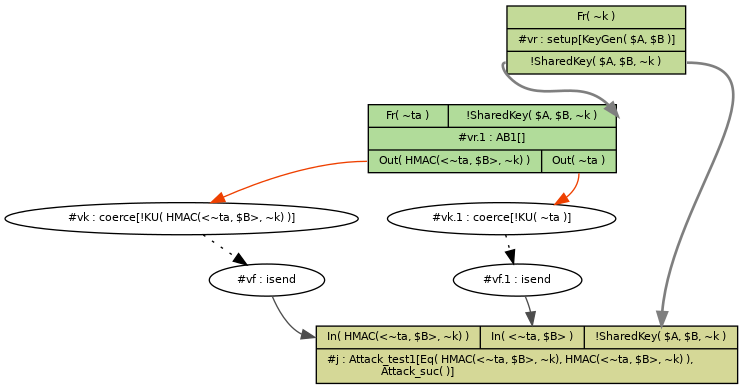 Fr( ~k )
#vr : setup[KeyGen( $A, $B )]
!SharedKey( $A, $B, ~k )
Fr( ~ta ) !SharedKey( $A, $B, ~k )
#vr.1 : AB1[]
Out( HMAC(<~ta, $B>, ~k) ) Out( ~ta )
#vk : coerce[!KU( HMAC(<~ta, $B>, ~k) )]
#vk.1 : coerce[!KU( ~ta )]
#vf : isend
#vf.1 : isend
In( HMAC(<~ta, $B>, ~k) ) In( <~ta, $B> ) !SharedKey( $A, $B, ~k )
#j : Attack_test1[Eq( HMAC(<~ta, $B>, ~k), HMAC(<~ta, $B>, ~k) ),
Attack_suc( )]